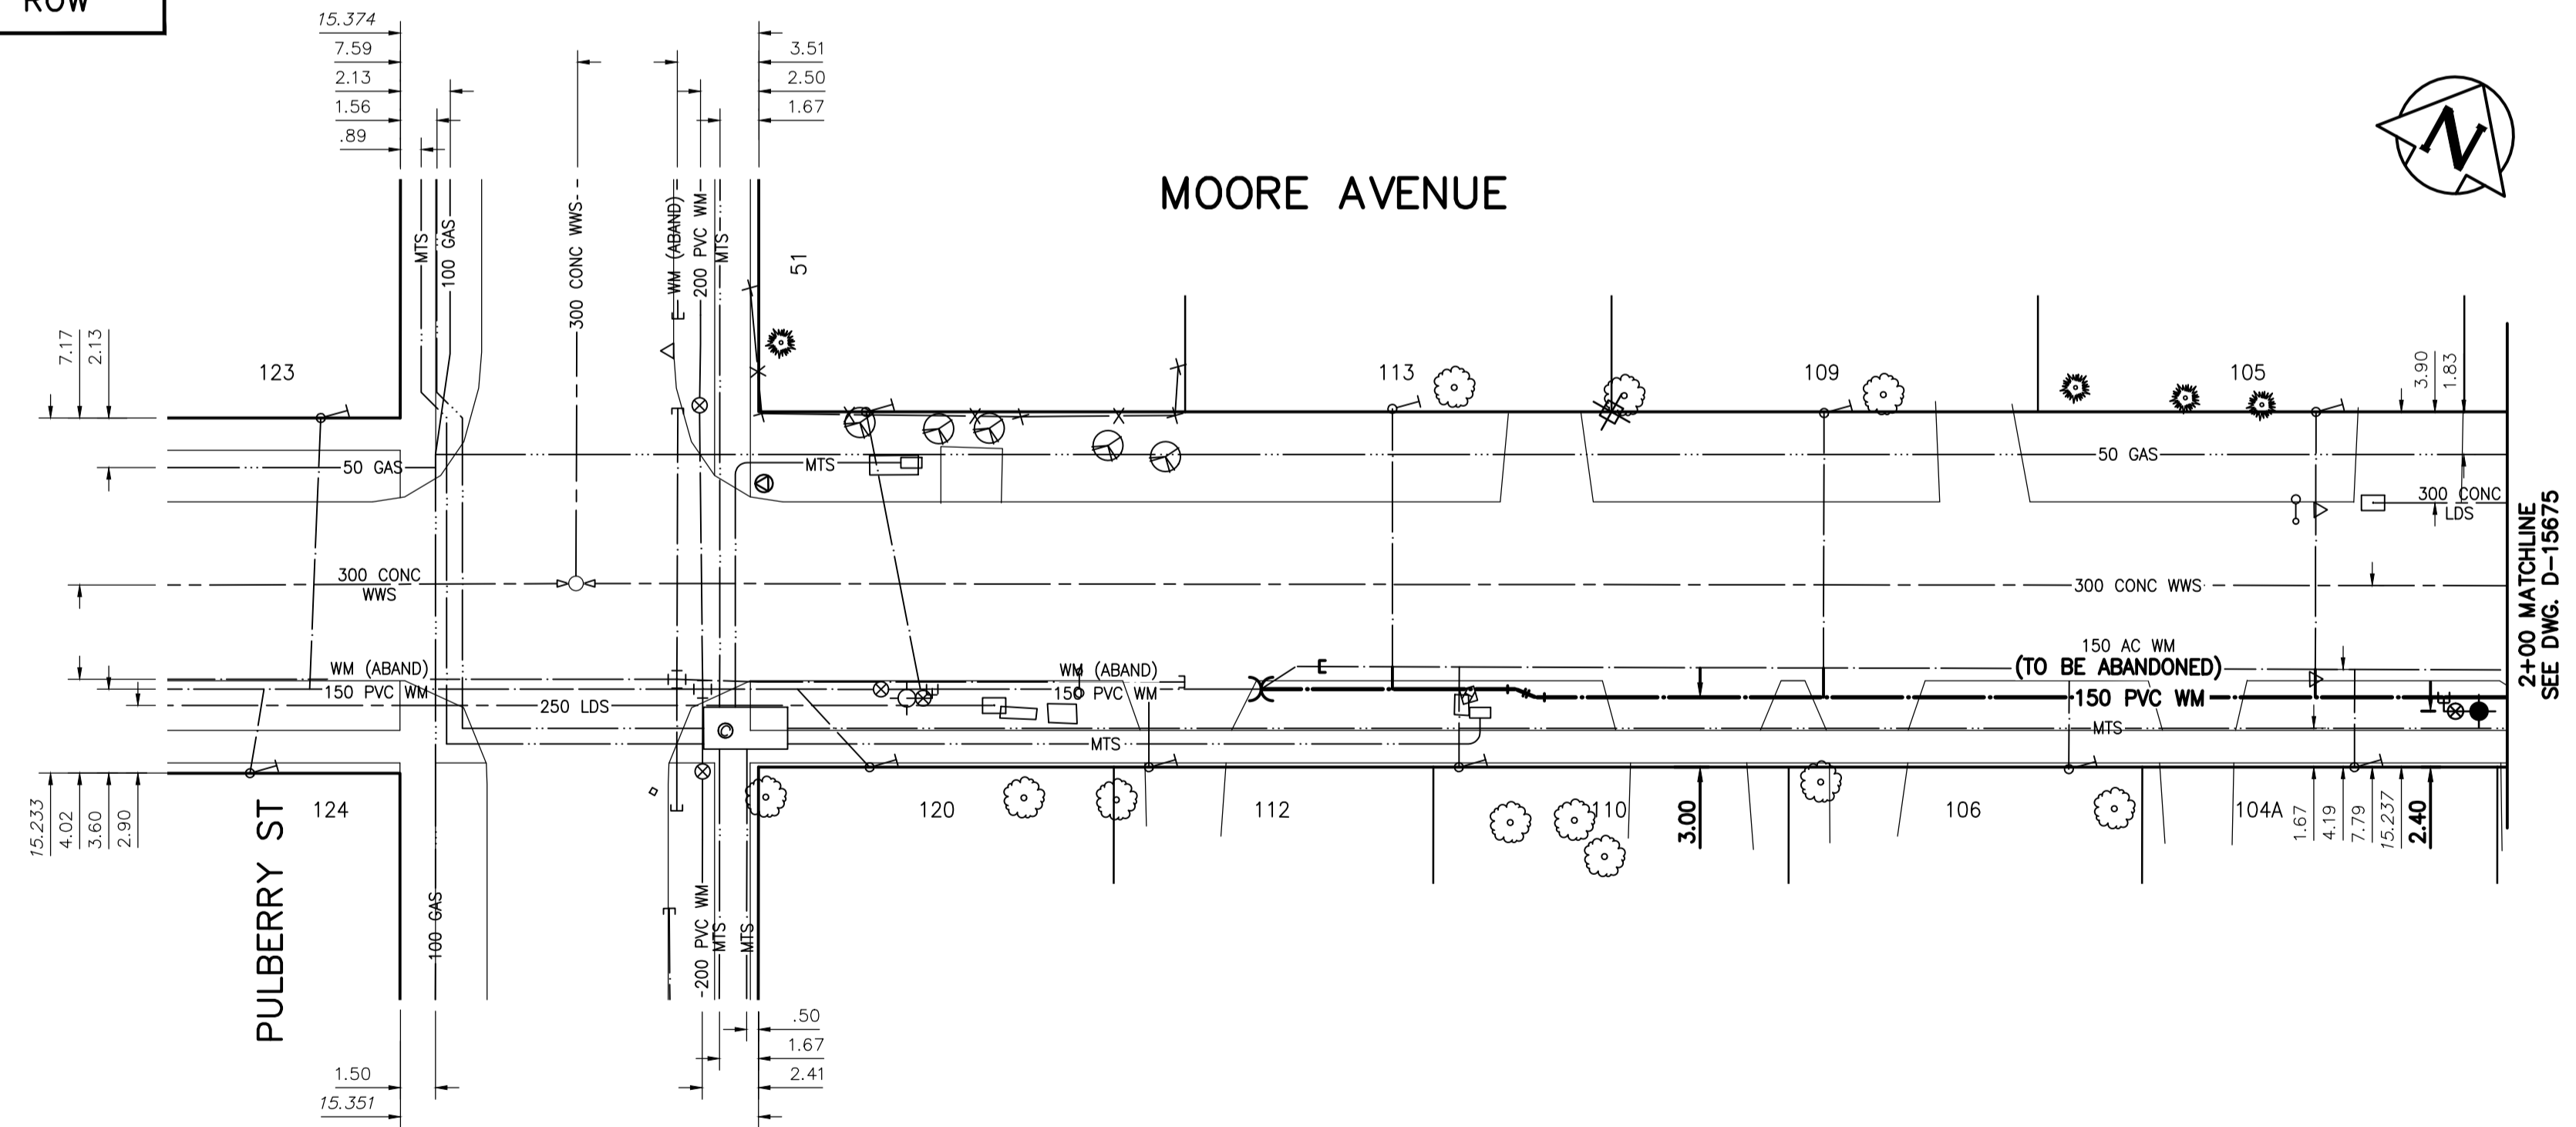 ROW
15.374
7.59
2.13
1.56
.89
3.51
2.50
1.67
MOORE AVENUE
N
MTS
100 GAS
300 CONC WWS
WM (ABAND)
200 PVC WM
MTS
51
7.17
2.13
123
113
109
105
3.90
1.83
50 GAS
MTS
50 GAS
300 CONC
LDS
2+00 MATCHLINE
SEE DWG. D-15675
300 CONC
WWS
300 CONC WWS
WM (ABAND)
150 PVC WM
250 LDS
WM (ABAND)
150 PVC WM
E
150 AC WM
(TO BE ABANDONED)
150 PVC WM
MTS
MTS
15.233
4.02
3.60
2.90
124
120
112
110
3.00
106
104A
1.67
4.19
7.79
15.237
2.40
PULBERRY ST
100 GAS
200 PVC WM
MTS
MTS
.50
1.67
2.41
1.50
15.351